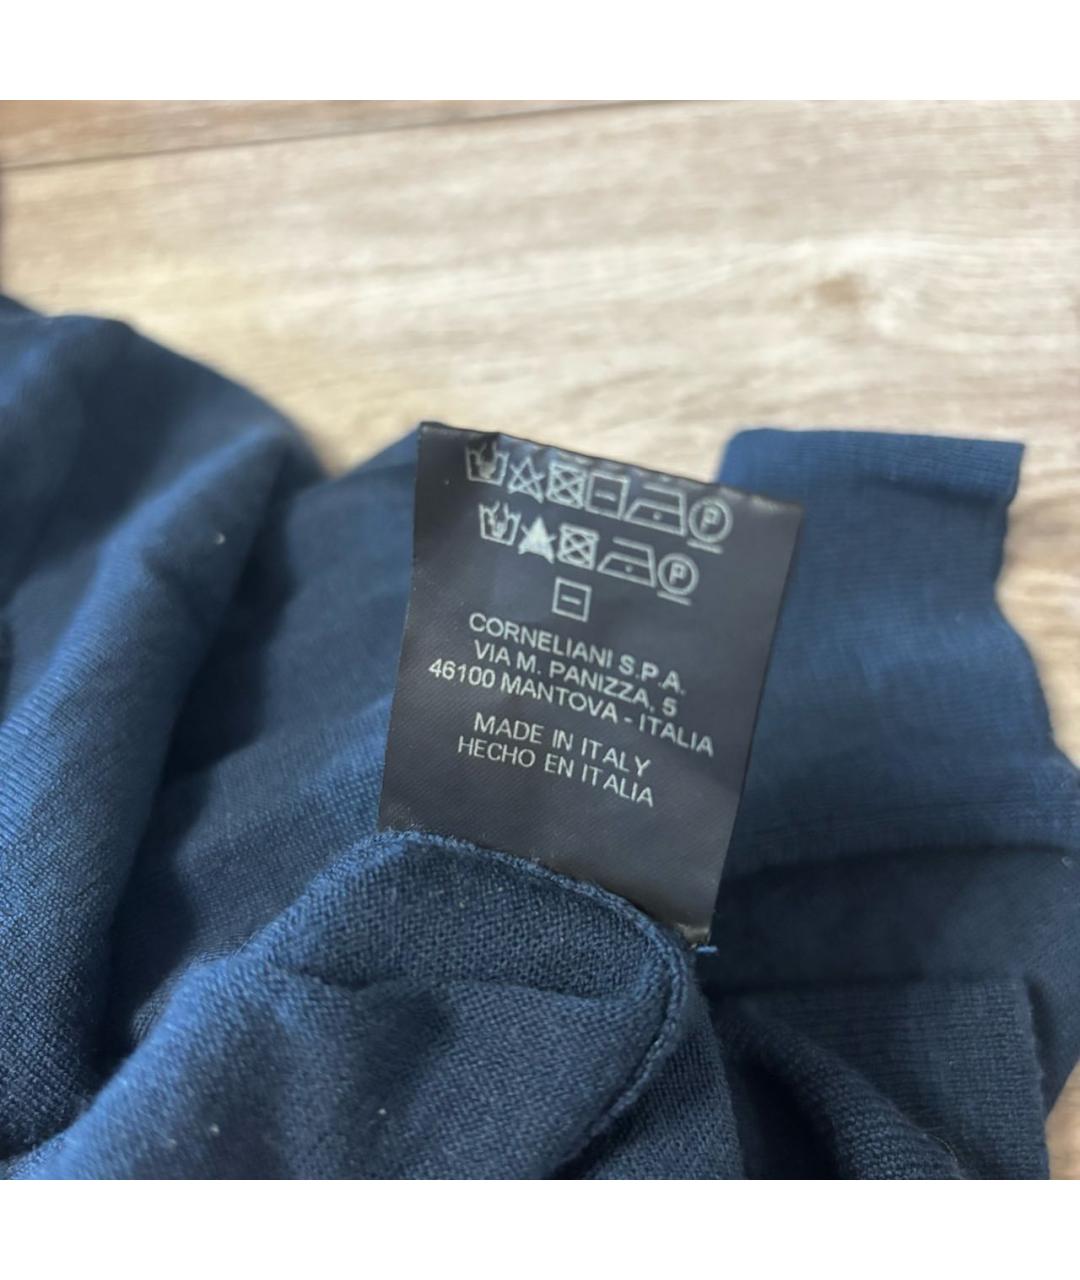 P
P
CORNELIANI S.P.A.
VIA M. PANIZZA, 5
46100 MANTOVA - ITALIA
MADE IN ITALY
HECHO EN ITALIA